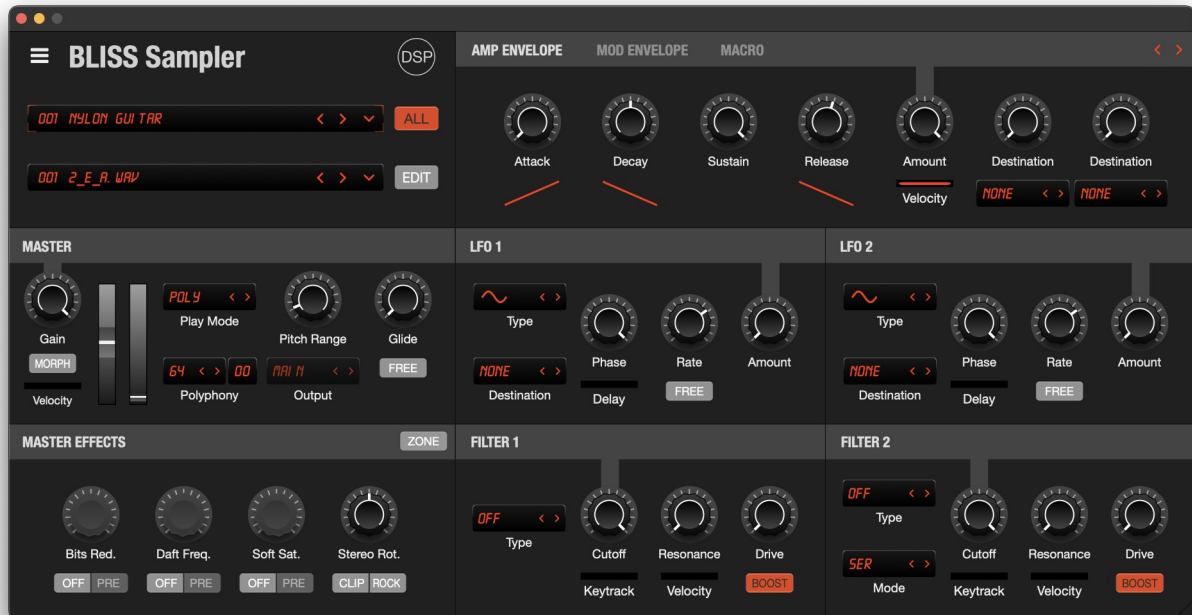 BLISS Sampler
DSP
001 NYLON GUITAR
ALL
001 2_E_A.WAV
EDIT
AMP ENVELOPE MOD ENVELOPE MACRO
Attack Decay Sustain Release Amount Destination Destination
Velocity
NONE NONE
MASTER
Gain
MORPH
Velocity
POLY
Play Mode
64 00
Polyphony
Pitch Range
MAIN
Output
Glide
FREE
LFO 1
Type
NONE
Destination
Phase Rate Amount
Delay
FREE
LFO 2
Type
NONE
Destination
Phase Rate Amount
Delay
FREE
MASTER EFFECTS
ZONE
Bits Red. Daft Freq. Soft Sat. Stereo Rot.
OFF PRE OFF PRE OFF PRE CLIP ROCK
FILTER 1
OFF
Type
Cutoff Resonance Drive
Keytrack Velocity BOOST
FILTER 2
OFF
Type
SER
Mode
Cutoff Resonance Drive
Keytrack Velocity BOOST